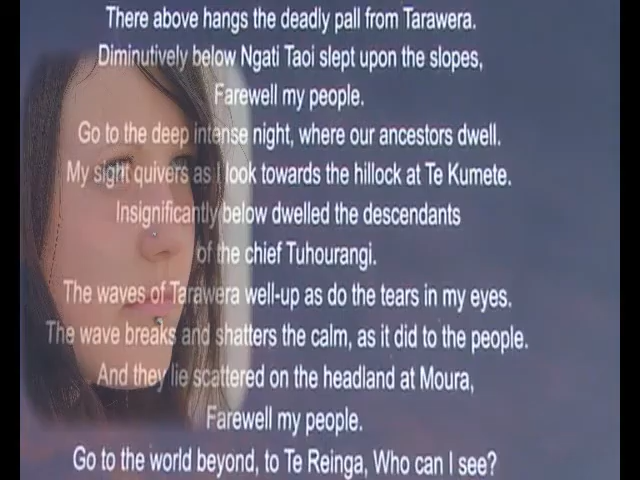 There above hangs the deadly pall from Tarawera.
Diminutively below Ngati Taoi slept upon the slopes,
Farewell my people.
Go to the deep intense night, where our ancestors dwell.
My sight quivers as I look towards the hillock at Te Kumete.
Insignificantly below dwelled the descendants
of the chief Tuhourangi.
The waves of Tarawera well-up as do the tears in my eyes.
The wave breaks and shatters the calm, as it did to the people.
And they lie scattered on the headland at Moura,
Farewell my people.
Go to the world beyond, to Te Reinga, Who can I see?